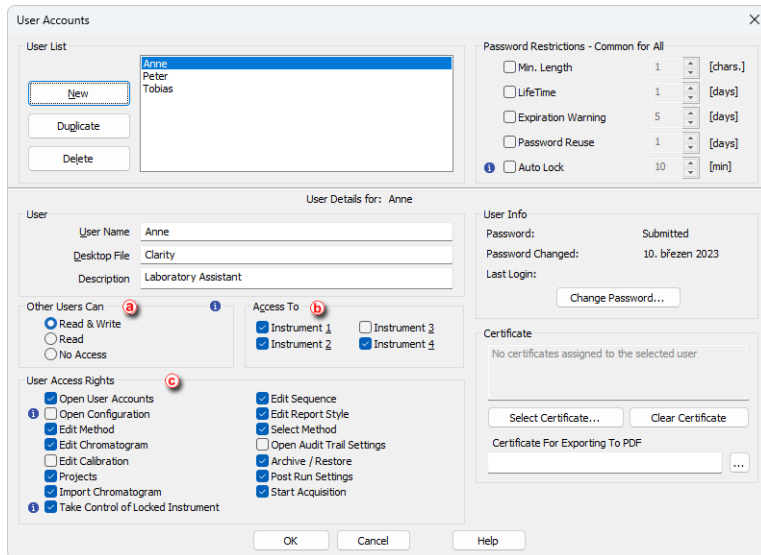 User Accounts
User List
Anne
Peter
Tobias
New
Duplicate
Delete
Password Restrictions - Common for All
Min. Length 1 [chars.]
LifeTime 1 [days]
Expiration Warning 5 [days]
Password Reuse 1 [days]
i Auto Lock 10 [min]
User Details for: Anne
User
User Name Anne
Desktop File Clarity
Description Laboratory Assistant
User Info
Password: Submitted
Password Changed: 10. březen 2023
Last Login:
Change Password...
Other Users Can a i
Read & Write
Read
No Access
Access To b
Instrument 1 Instrument 3
Instrument 2 Instrument 4
Certificate
No certificates assigned to the selected user
Select Certificate... Clear Certificate
Certificate For Exporting To PDF
...
User Access Rights c
Open User Accounts Edit Sequence
i Open Configuration Edit Report Style
Edit Method Select Method
Edit Chromatogram Open Audit Trail Settings
Edit Calibration Archive / Restore
Projects Post Run Settings
Import Chromatogram Start Acquisition
i Take Control of Locked Instrument
OK Cancel Help